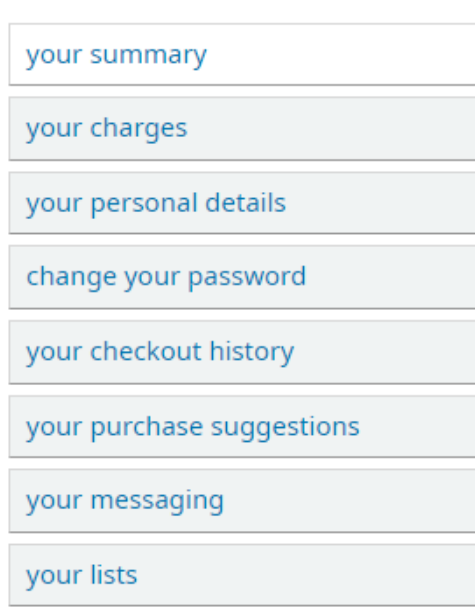 your summary
your charges
your personal details
change your password
your checkout history
your purchase suggestions
your messaging
your lists